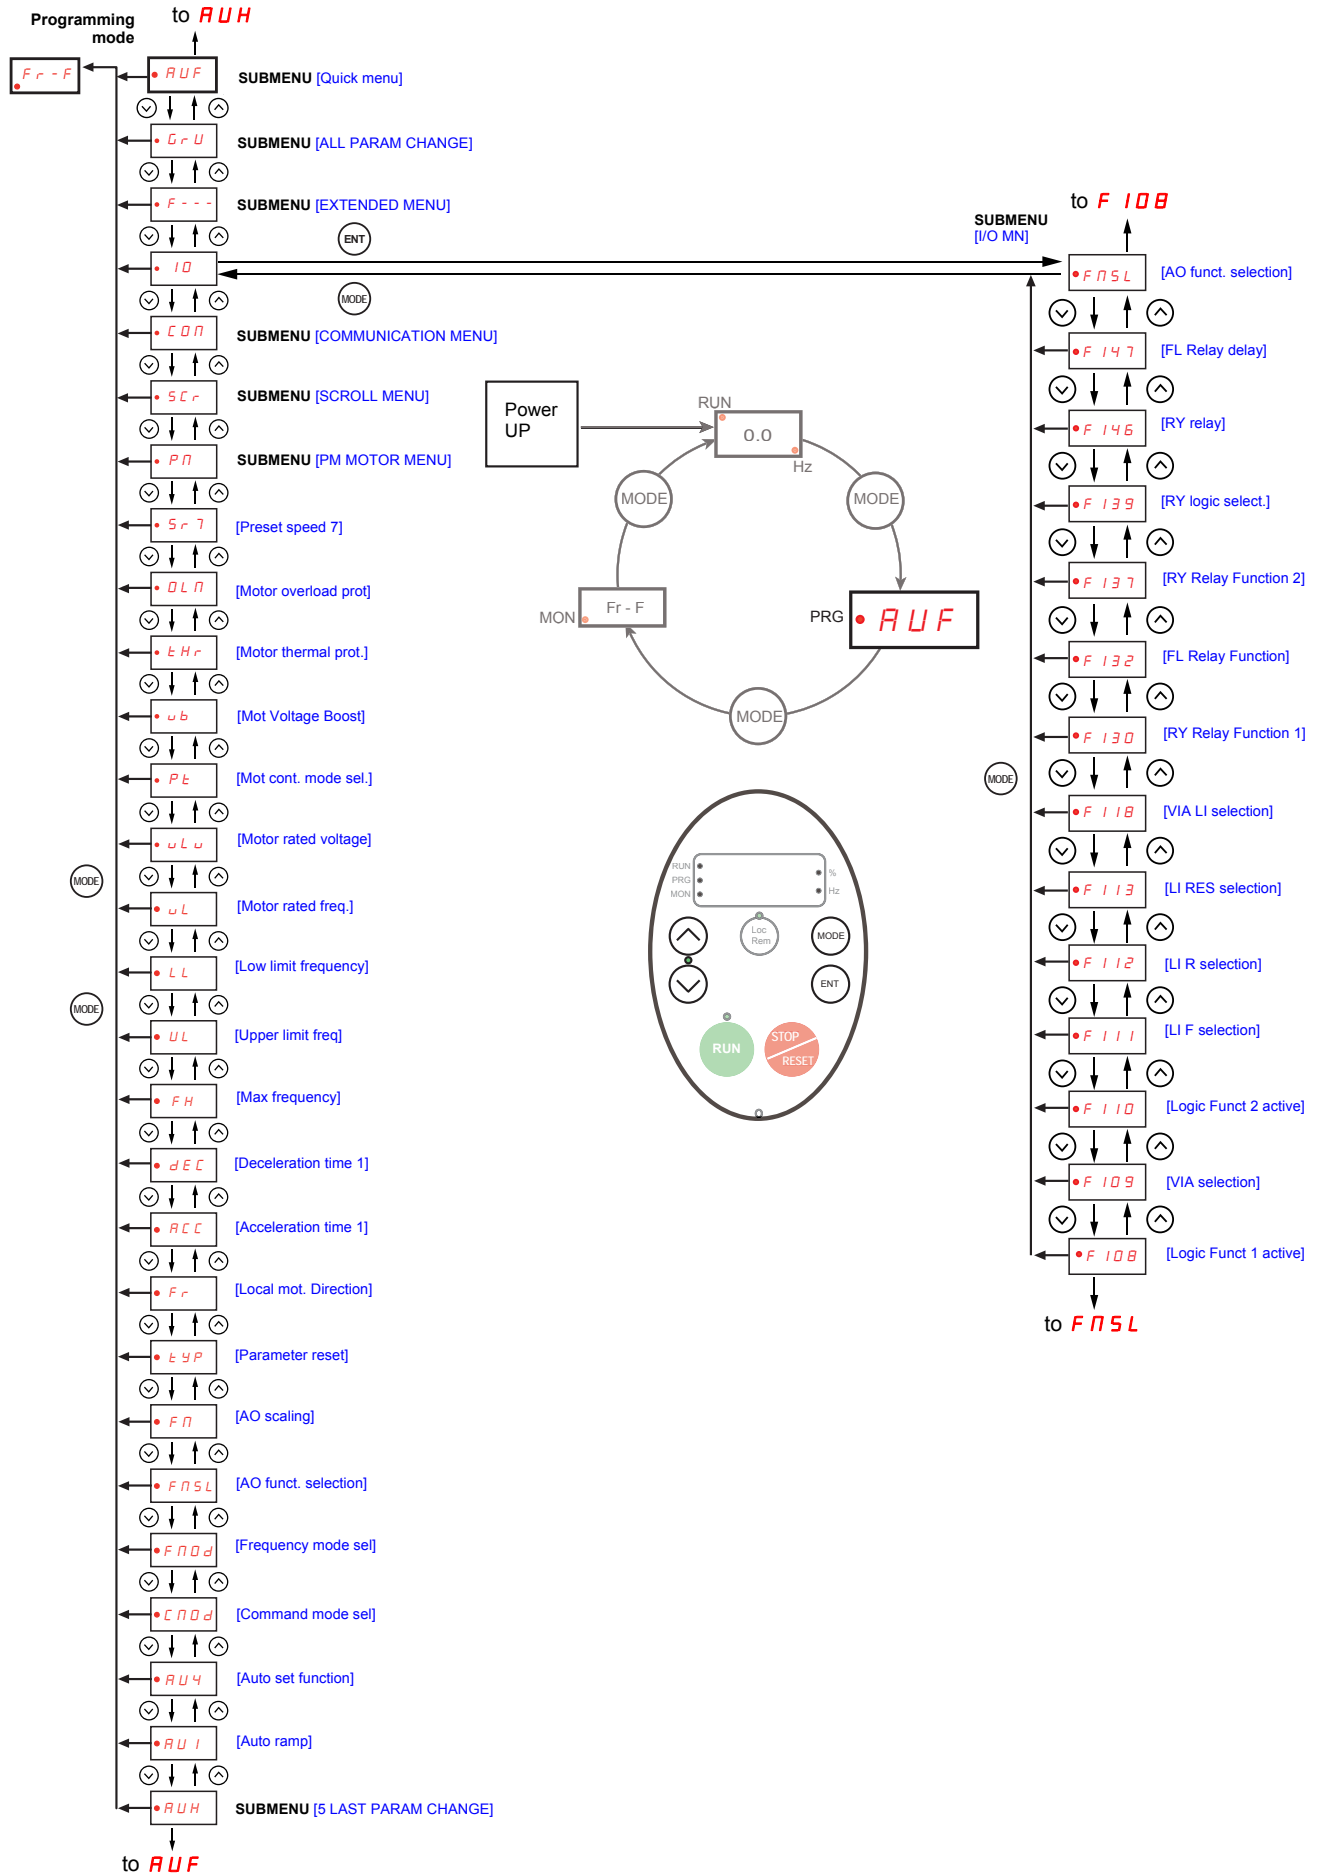 Programming
mode
to AUH
Fr-F
AUF
SUBMENU [Quick menu]
GrU
SUBMENU [ALL PARAM CHANGE]
F---
SUBMENU [EXTENDED MENU]
ENT
IO
MODE
COM
SUBMENU [COMMUNICATION MENU]
SCr
SUBMENU [SCROLL MENU]
PM
SUBMENU [PM MOTOR MENU]
Sr7
[Preset speed 7]
OLM
[Motor overload prot]
tHr
[Motor thermal prot.]
ub
[Mot Voltage Boost]
Pt
[Mot cont. mode sel.]
uLu
[Motor rated voltage]
MODE
uL
[Motor rated freq.]
LL
[Low limit frequency]
MODE
UL
[Upper limit freq]
FH
[Max frequency]
dEC
[Deceleration time 1]
ACC
[Acceleration time 1]
Fr
[Local mot. Direction]
tYP
[Parameter reset]
FM
[AO scaling]
FMSL
[AO funct. selection]
FMOd
[Frequency mode sel]
CMOd
[Command mode sel]
AU4
[Auto set function]
AU1
[Auto ramp]
AUH
SUBMENU [5 LAST PARAM CHANGE]
to AUF
Power
UP
RUN
0.0
Hz
MODE
MODE
MON
Fr - F
PRG
AUF
MODE
RUN
PRG
MON
%
Hz
Loc
Rem
MODE
ENT
RUN
STOP
RESET
SUBMENU
[I/O MN]
to F108
FMSL
[AO funct. selection]
F147
[FL Relay delay]
F146
[RY relay]
F139
[RY logic select.]
F137
[RY Relay Function 2]
F132
[FL Relay Function]
F130
[RY Relay Function 1]
MODE
F118
[VIA LI selection]
F113
[LI RES selection]
F112
[LI R selection]
F111
[LI F selection]
F110
[Logic Funct 2 active]
F109
[VIA selection]
F108
[Logic Funct 1 active]
to FMSL